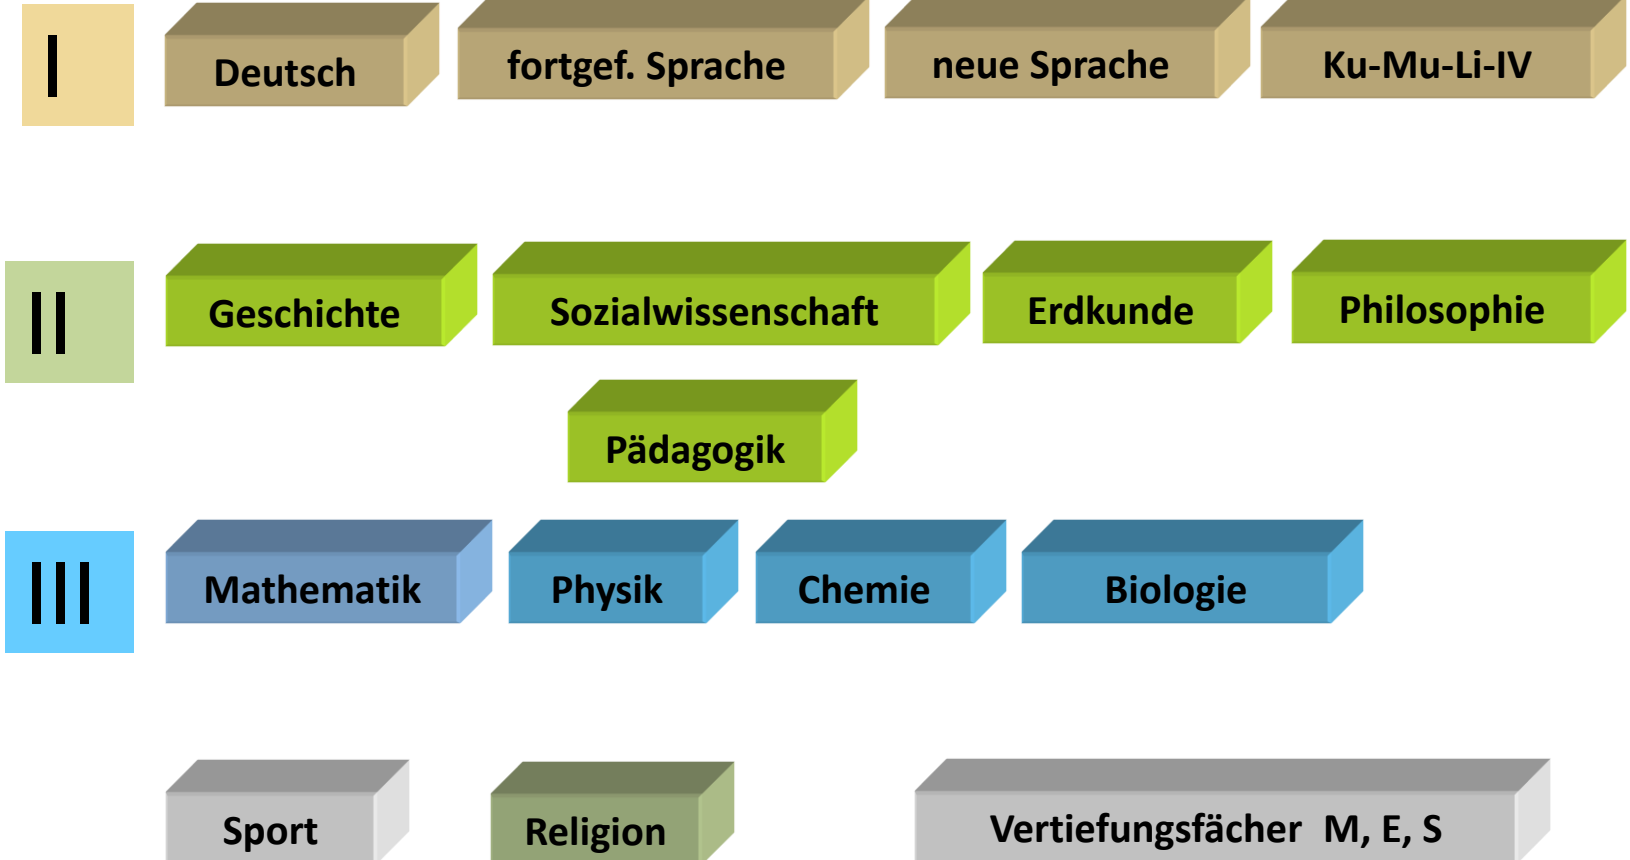 I
Deutsch
fortgef. Sprache
neue Sprache
Ku-Mu-Li-IV
II
Geschichte
Sozialwissenschaft
Erdkunde
Philosophie
Pädagogik
III
Mathematik
Physik
Chemie
Biologie
Sport
Religion
Vertiefungsfächer M, E, S